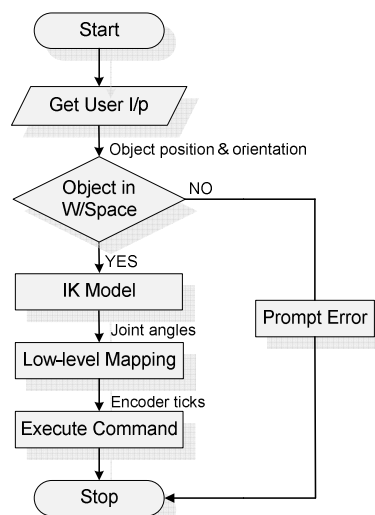 Start
Get User I/p
Object position & orientation
Object in
W/Space
NO
YES
IK Model
Prompt Error
Joint angles
Low-level Mapping
Encoder ticks
Execute Command
Stop